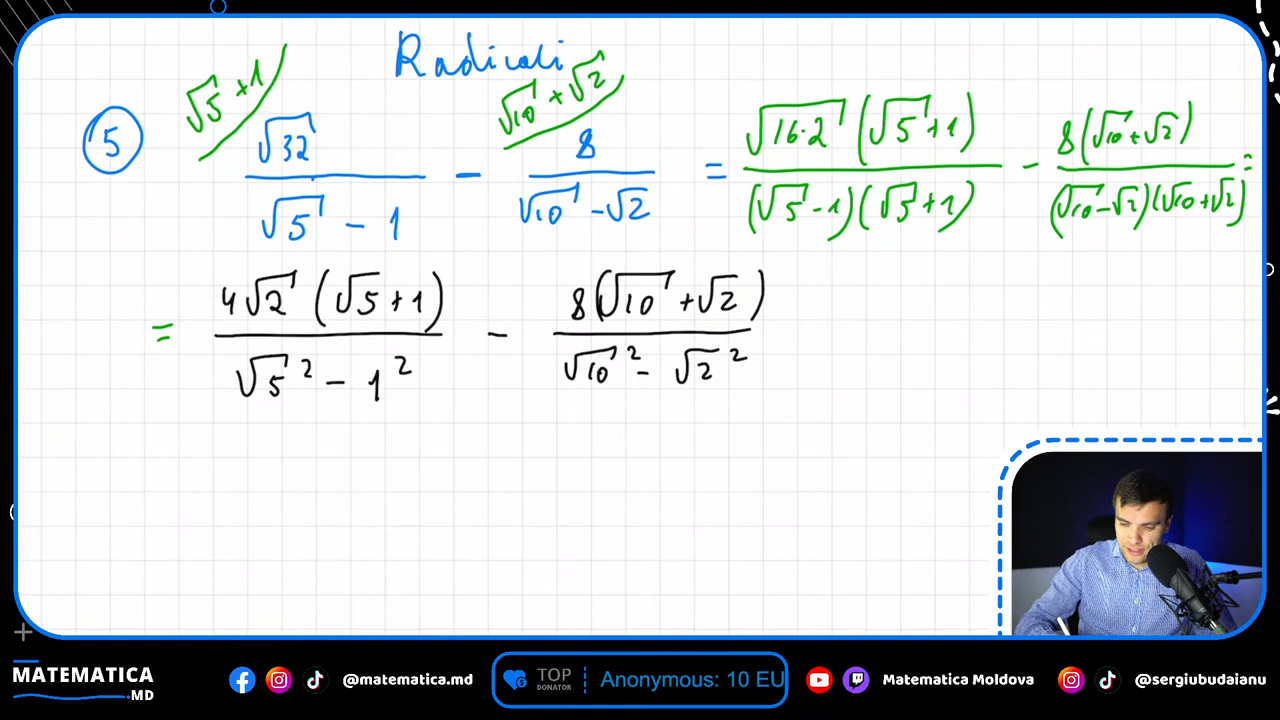 Radicali
√5 + 1
√10 + √2
5
√32 / (√5 - 1) - 8 / (√10 - √2) = √16·2 (√5 + 1) / (√5 - 1)(√5 + 1) - 8(√10 + √2) / (√10 - √2)(√10 + √2) =
= 4√2 (√5 + 1) / (√5² - 1²) - 8(√10 + √2) / (√10² - √2²)
MATEMATICA
.MD
@matematica.md
TOP
DONATOR
Anonymous: 10 EU
Matematica Moldova
@sergiubudaianu